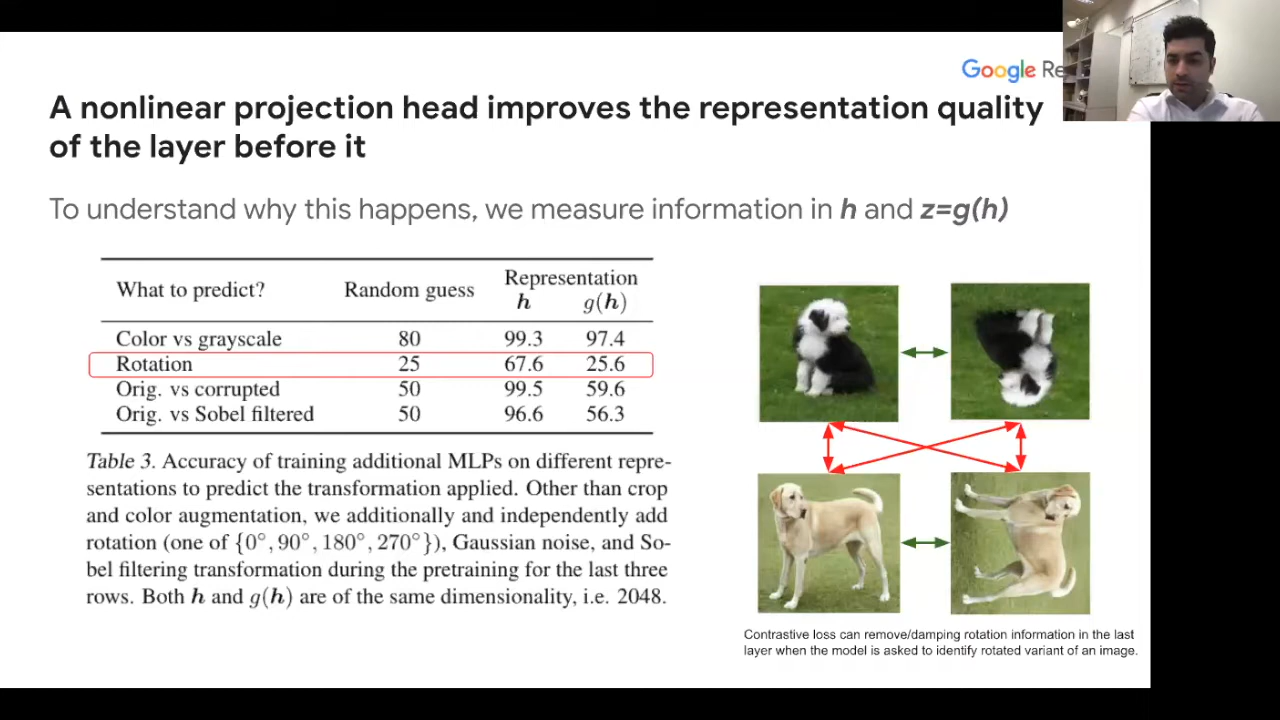 Google Re
A nonlinear projection head improves the representation quality
of the layer before it
To understand why this happens, we measure information in h and z=g(h)
What to predict? Random guess Representation
h g(h)
Color vs grayscale 80 99.3 97.4
Rotation 25 67.6 25.6
Orig. vs corrupted 50 99.5 59.6
Orig. vs Sobel filtered 50 96.6 56.3
Table 3. Accuracy of training additional MLPs on different repre-
sentations to predict the transformation applied. Other than crop
and color augmentation, we additionally and independently add
rotation (one of {0°, 90°, 180°, 270°}), Gaussian noise, and So-
bel filtering transformation during the pretraining for the last three
rows. Both h and g(h) are of the same dimensionality, i.e. 2048.
Contrastive loss can remove/damping rotation information in the last
layer when the model is asked to identify rotated variant of an image.